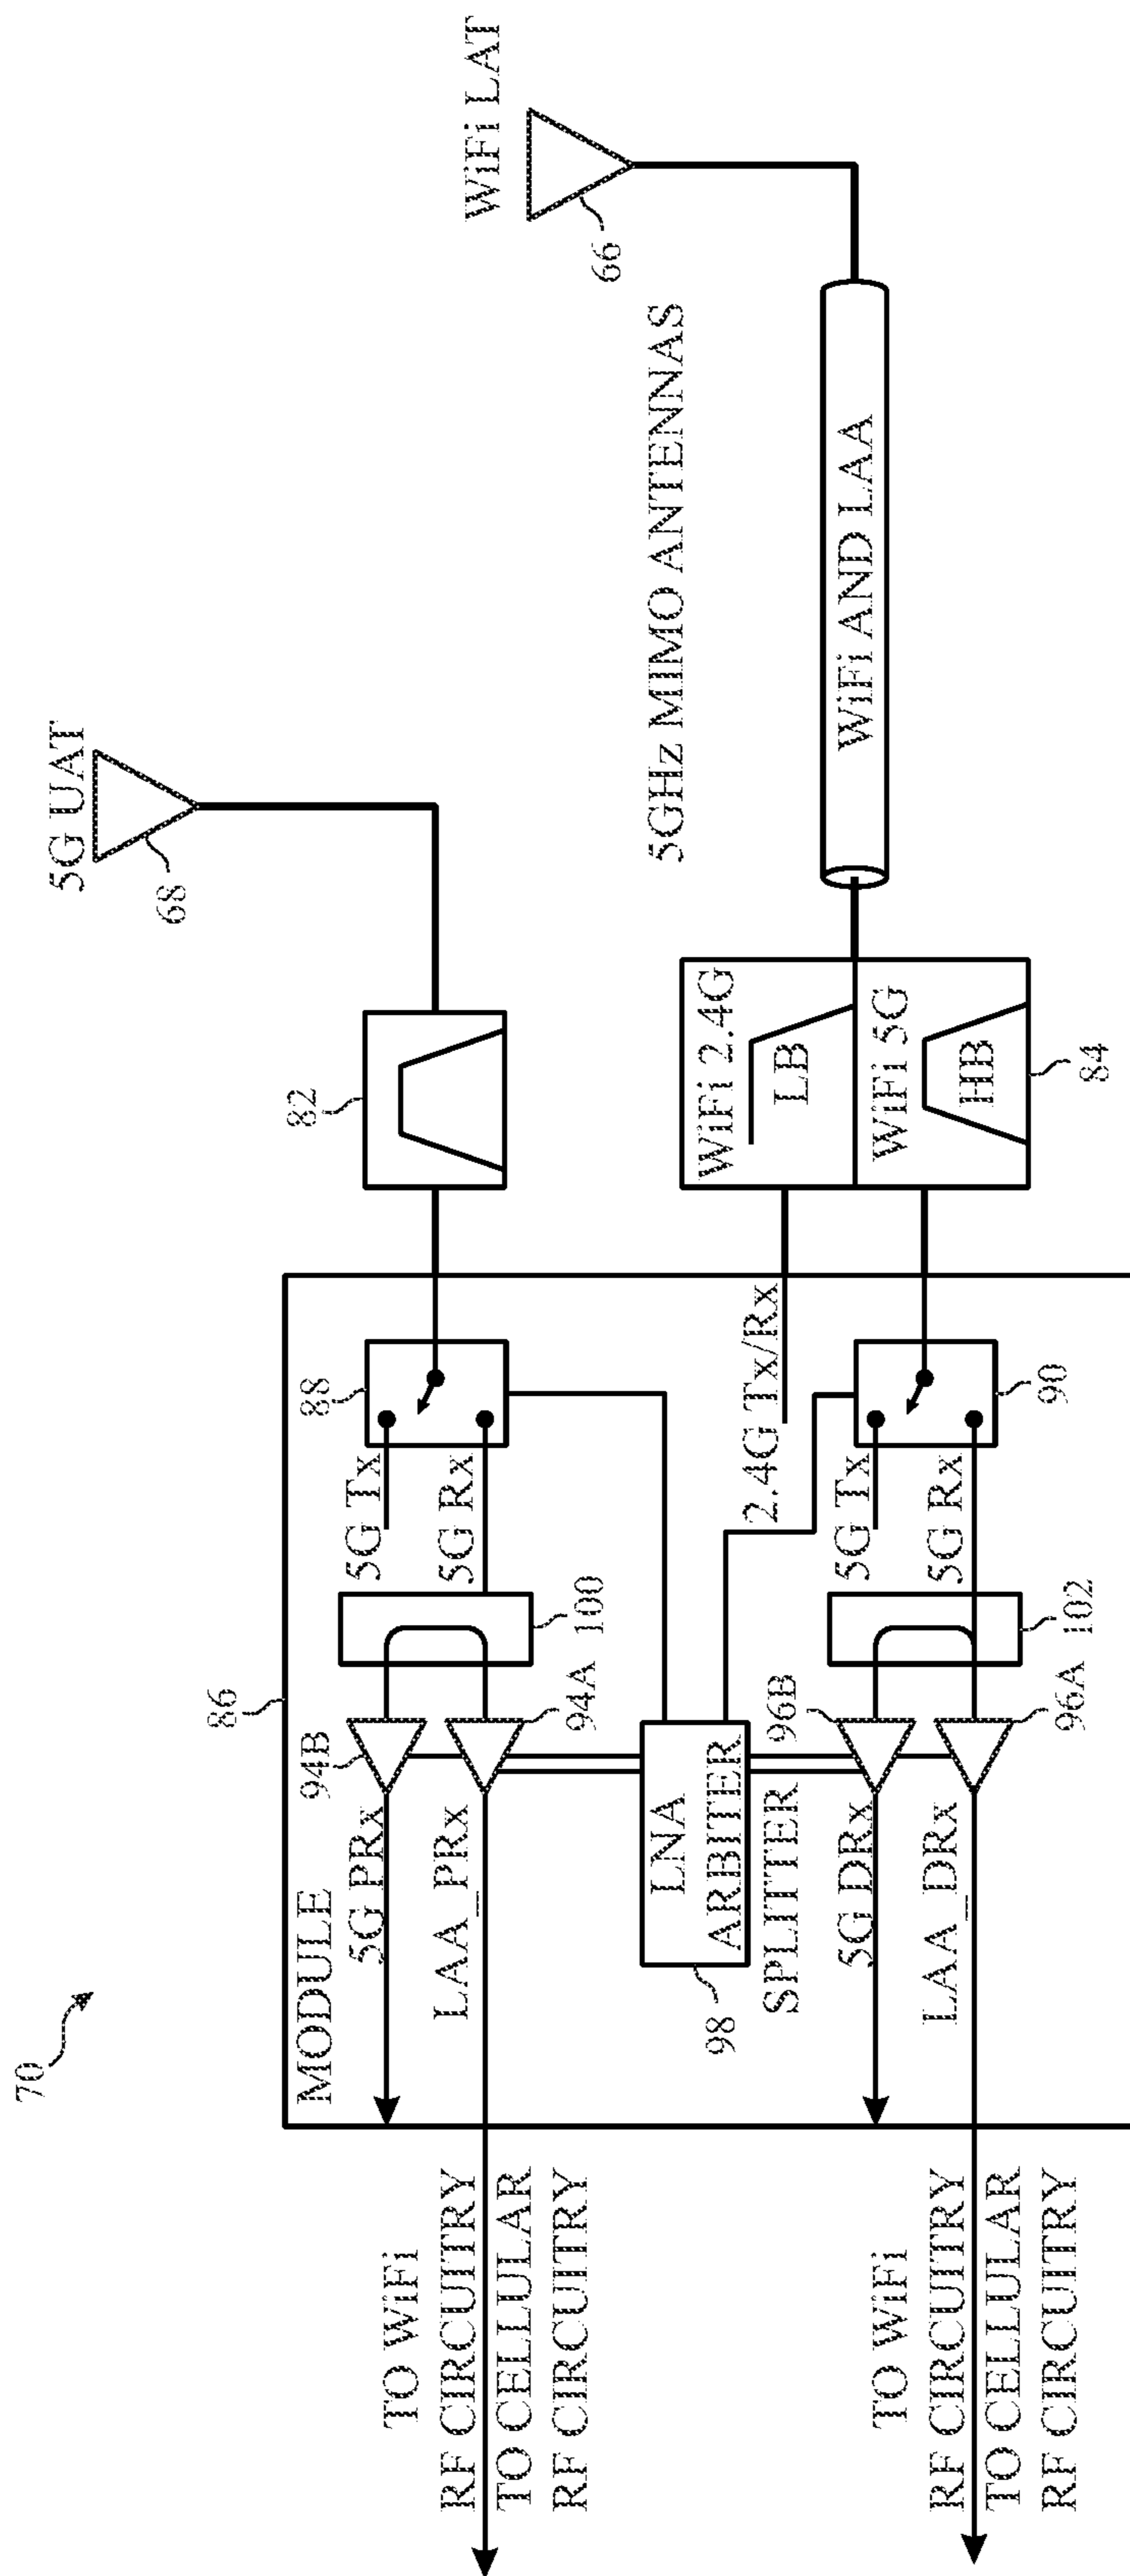 70
5G UAT
68
WiFi LAT
66
82
5GHz MIMO ANTENNAS
WiFi AND LAA
WiFi 2.4G
LB
WiFi 5G
HB
84
86
MODULE
88
5G Tx
5G Rx
100
94B
94A
5G PRx
LAA_PRx
TO WiFi
RF CIRCUITRY
TO CELLULAR
RF CIRCUITRY
LNA
ARBITER
98
SPLITTER
2.4G Tx/Rx
90
5G Tx
5G Rx
102
96B
96A
5G DRx
LAA_DRx
TO WiFi
RF CIRCUITRY
TO CELLULAR
RF CIRCUITRY